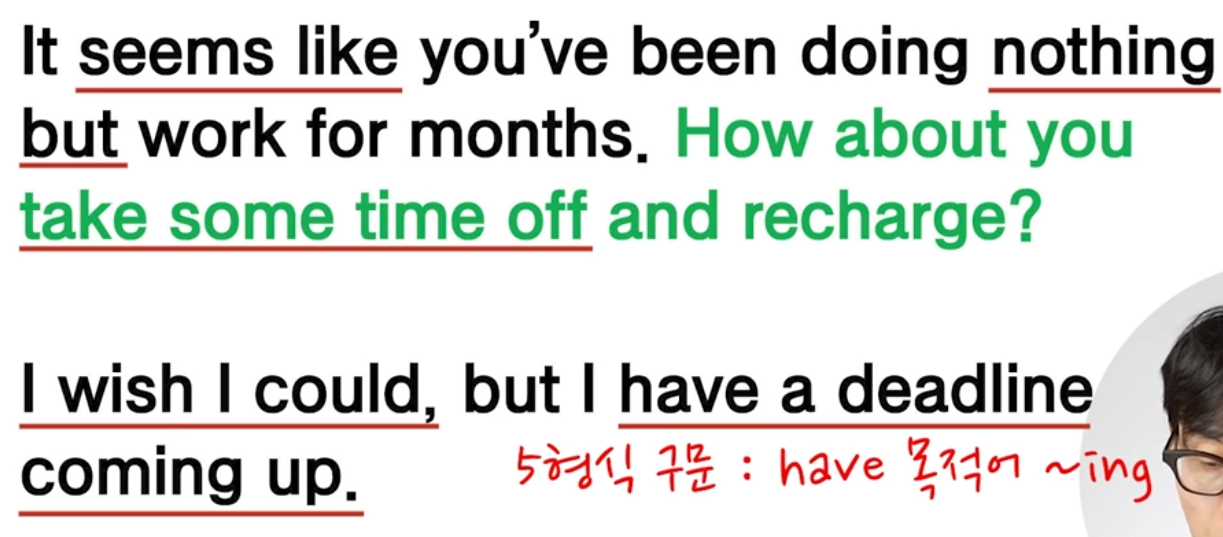 It seems like you’ve been doing nothing
but work for months. How about you
take some time off and recharge?
I wish I could, but I have a deadline
coming up.
5형식 구문 : have 목적어 ~ing